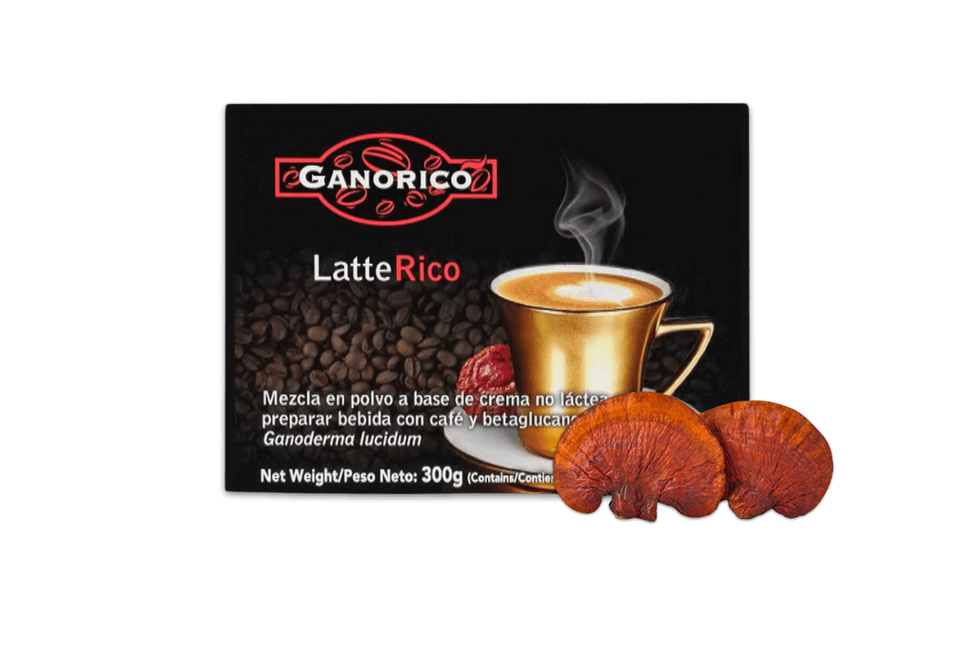 GANORICO
LatteRico
Mezcla en polvo a base de crema no láctea
preparar bebida con café y betaglucano
Ganoderma lucidum
Net Weight/Peso Neto: 300g (Contains/Contien